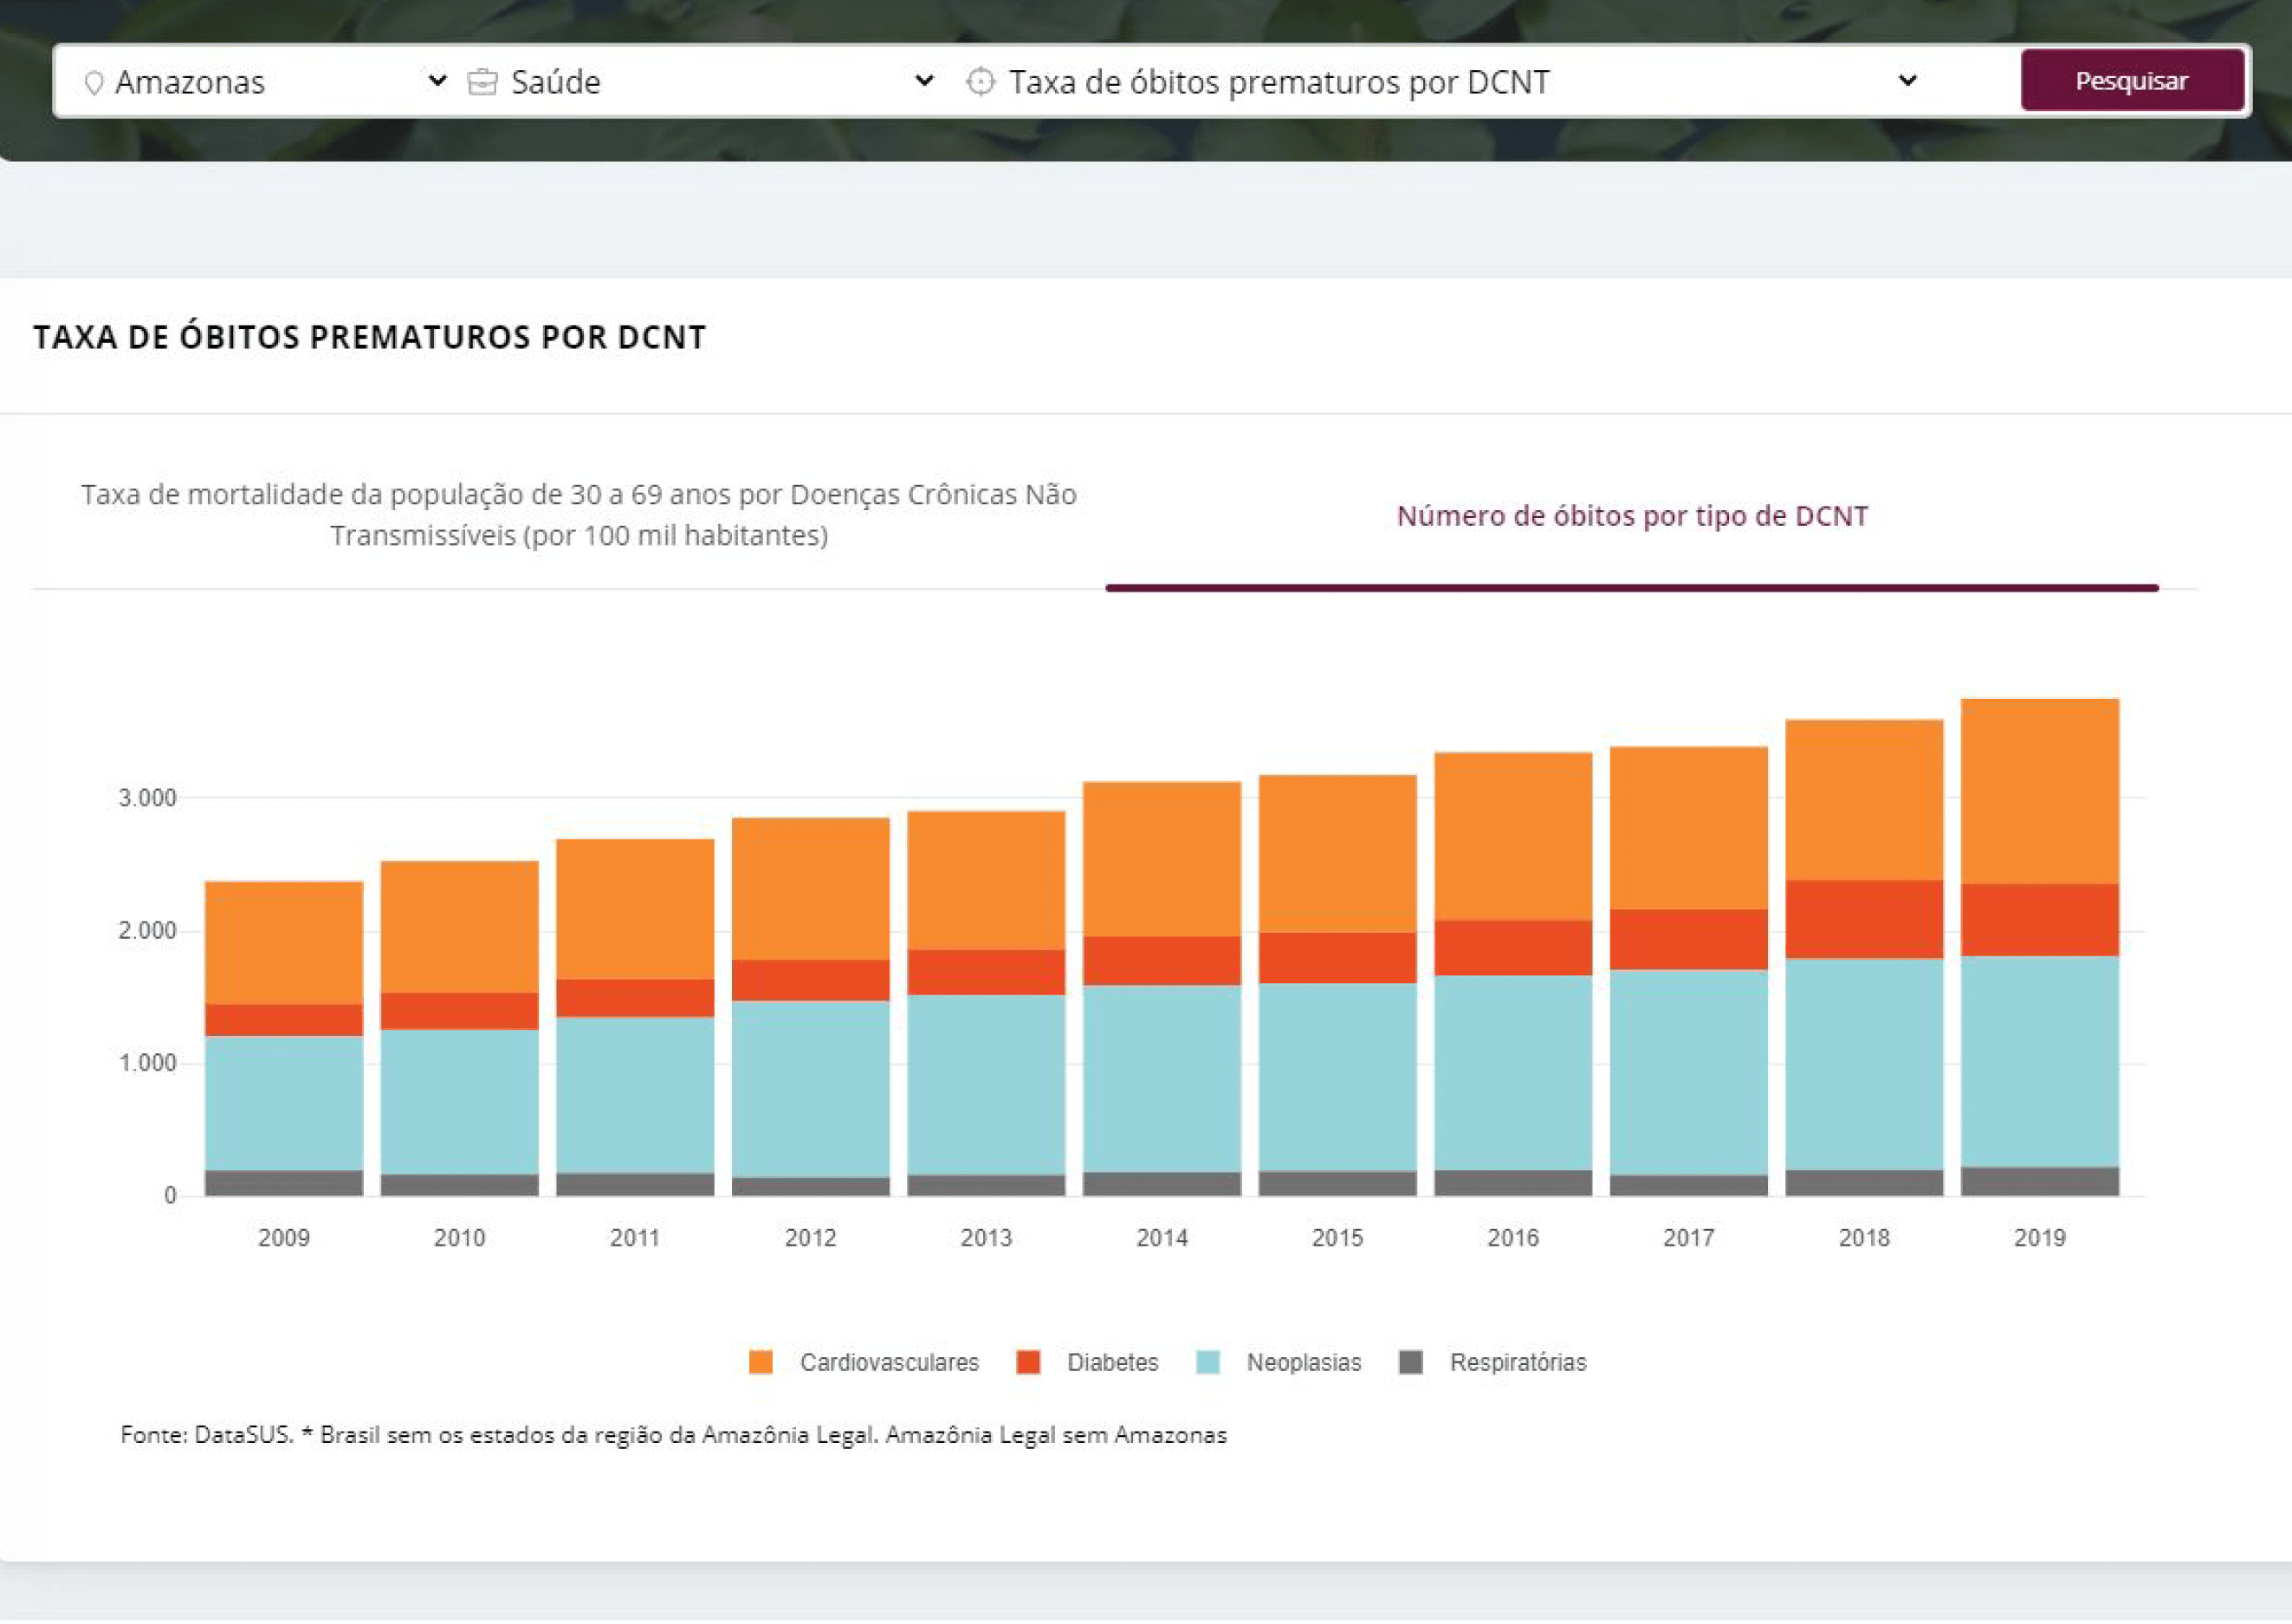 Amazonas Saúde Taxa de óbitos prematuros por DCNT Pesquisar
TAXA DE ÓBITOS PREMATUROS POR DCNT
Taxa de mortalidade da população de 30 a 69 anos por Doenças Crônicas Não
Transmissíveis (por 100 mil habitantes)
Número de óbitos por tipo de DCNT
3.000
2.000
1.000
0
2009 2010 2011 2012 2013 2014 2015 2016 2017 2018 2019
Cardiovasculares Diabetes Neoplasias Respiratórias
Fonte: DataSUS. * Brasil sem os estados da região da Amazônia Legal. Amazônia Legal sem Amazonas